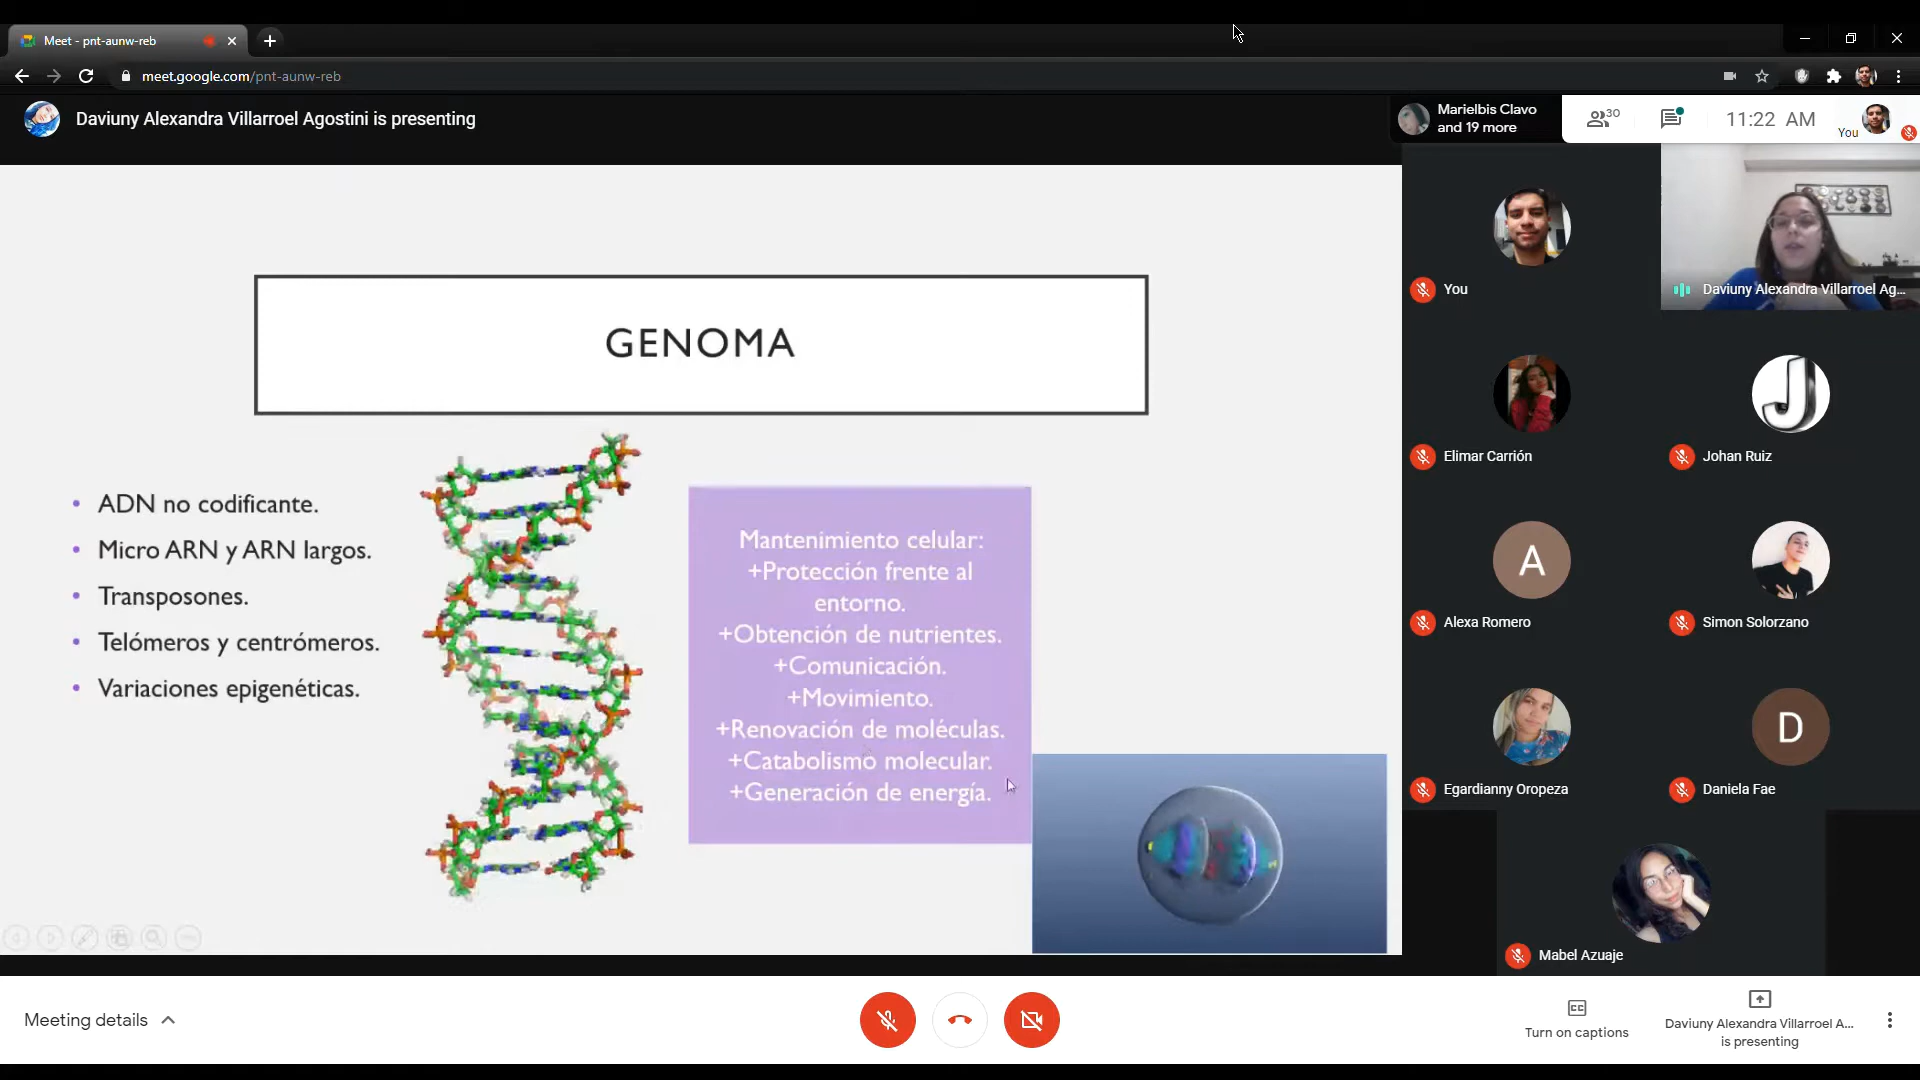 Meet - pnt-aunw-reb
meet.google.com/pnt-aunw-reb
Daviuny Alexandra Villarroel Agostini is presenting
Marielbis Clavo
and 19 more
30
11:22 AM
You
GENOMA
• ADN no codificante.
• Micro ARN y ARN largos.
• Transposones.
• Telómeros y centrómeros.
• Variaciones epigenéticas.
Mantenimiento celular:
+Protección frente al
entorno.
+Obtención de nutrientes.
+Comunicación.
+Movimiento.
+Renovación de moléculas.
+Catabolismo molecular.
+Generación de energía.
You
Daviuny Alexandra Villarroel Ag...
Elimar Carrión
J
Johan Ruiz
A
Alexa Romero
Simon Solorzano
Egardianny Oropeza
D
Daniela Fae
Mabel Azuaje
Meeting details
CC
Turn on captions
Daviuny Alexandra Villarroel A...
is presenting